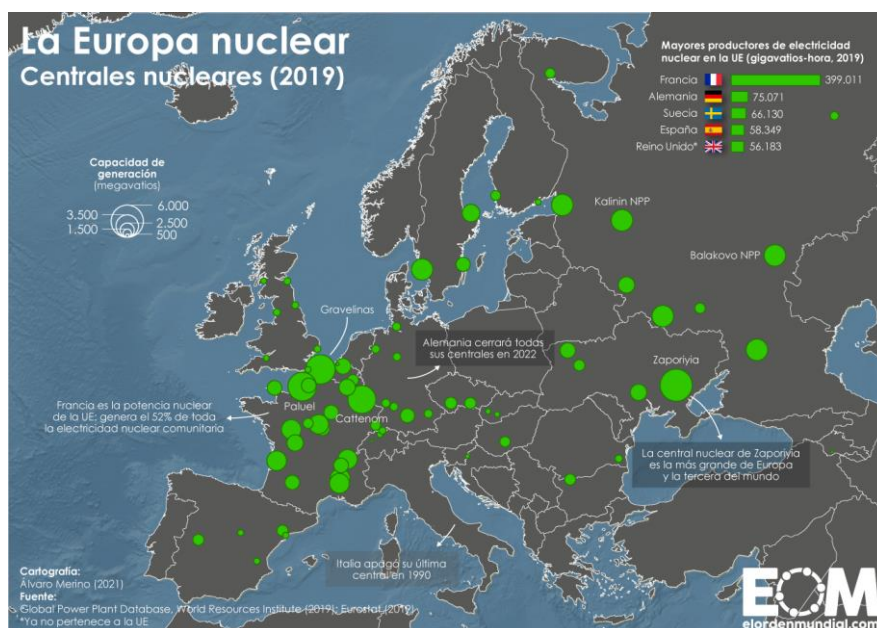 La Europa nuclear
Centrales nucleares (2019)
Mayores productores de electricidad
nuclear en la UE (gigavatios-hora, 2019)
Francia 399.011
Alemania 75.071
Suecia 66.130
España 58.349
Reino Unido* 56.183
Capacidad de
generación
(megavatios)
6.000
3.500
2.500
1.500
500
Kalinin NPP
Balakovo NPP
Gravelinas
Alemania cerrará todas
sus centrales en 2022
Zaporiyia
Francia es la potencia nuclear
de la UE: genera el 52% de toda
la electricidad nuclear comunitaria
Paluel
Cattenom
La central nuclear de Zaporiyia
es la más grande de Europa
y la tercera del mundo
Italia apagó su última
central en 1990
Cartografía:
Álvaro Merino (2021)
Fuente:
Global Power Plant Database, World Resources Institute (2019); Eurostat (2019)
*Ya no pertenece a la UE
EOM
elordenmundial.com